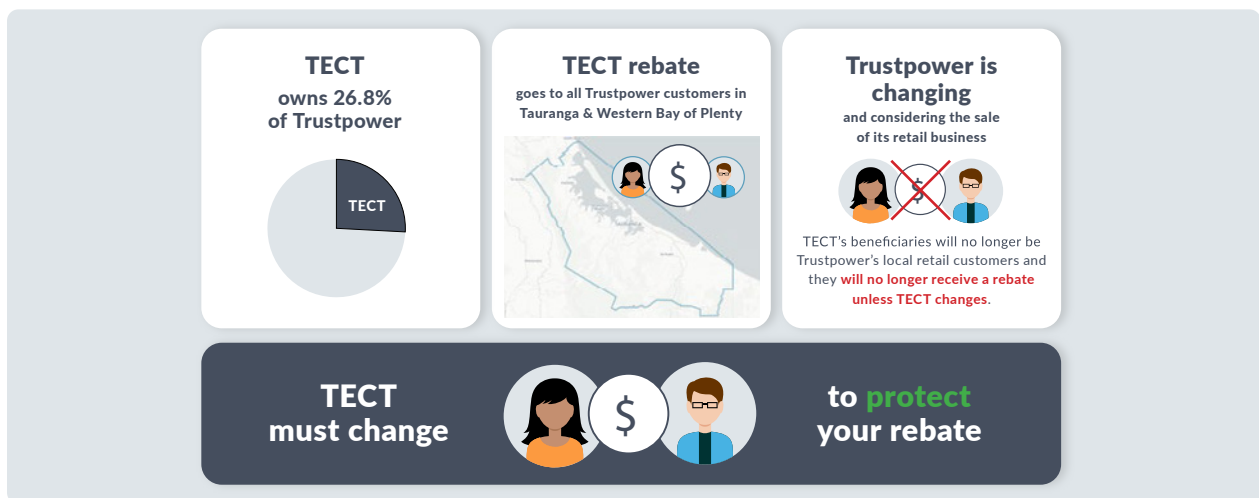 TECT
owns 26.8%
of Trustpower
TECT
TECT rebate
goes to all Trustpower customers in
Tauranga & Western Bay of Plenty
$
Trustpower is
changing
and considering the sale
of its retail business
$
TECT's beneficiaries will no longer be
Trustpower's local retail customers and
they will no longer receive a rebate
unless TECT changes.
TECT
must change
$
to protect
your rebate